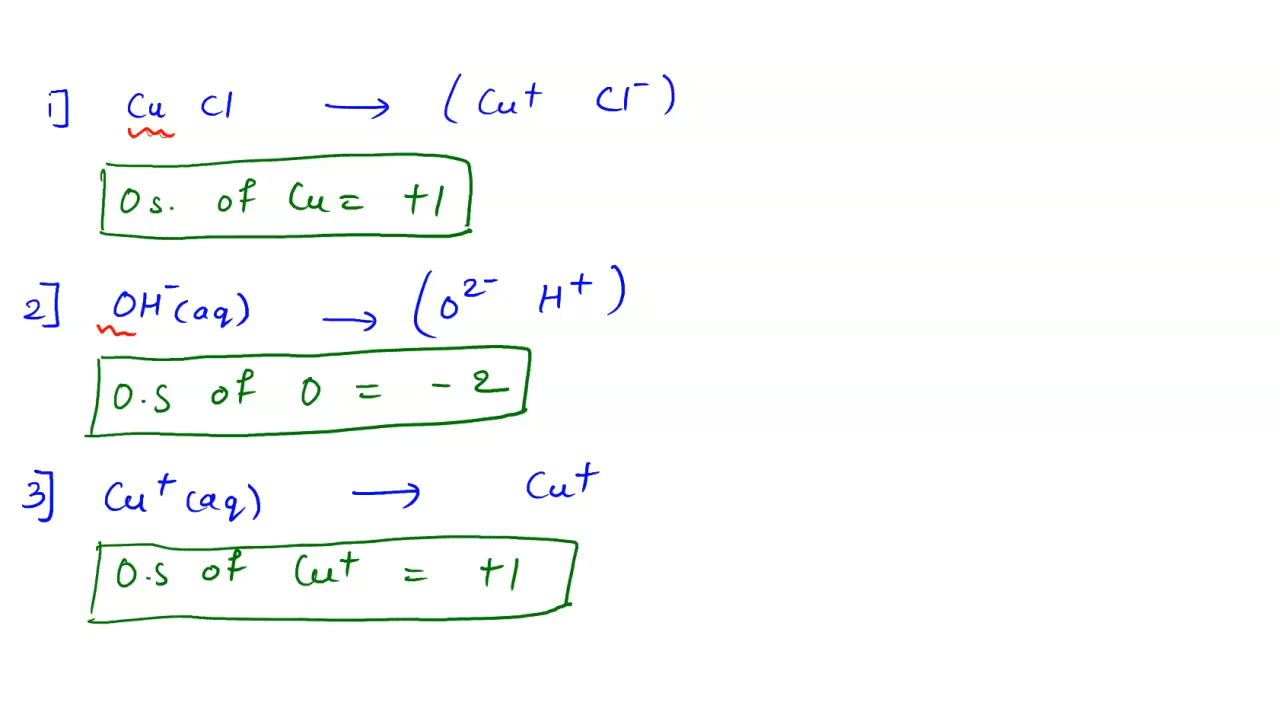 1] Cu Cl ⟶ (Cu⁺ Cl⁻)
O s. of Cu = +1
2] OH⁻(aq) ⟶ (O²⁻ H⁺)
O.S of O = - 2
3] Cu⁺(aq) ⟶ Cu⁺
O.S of Cu⁺ = +1